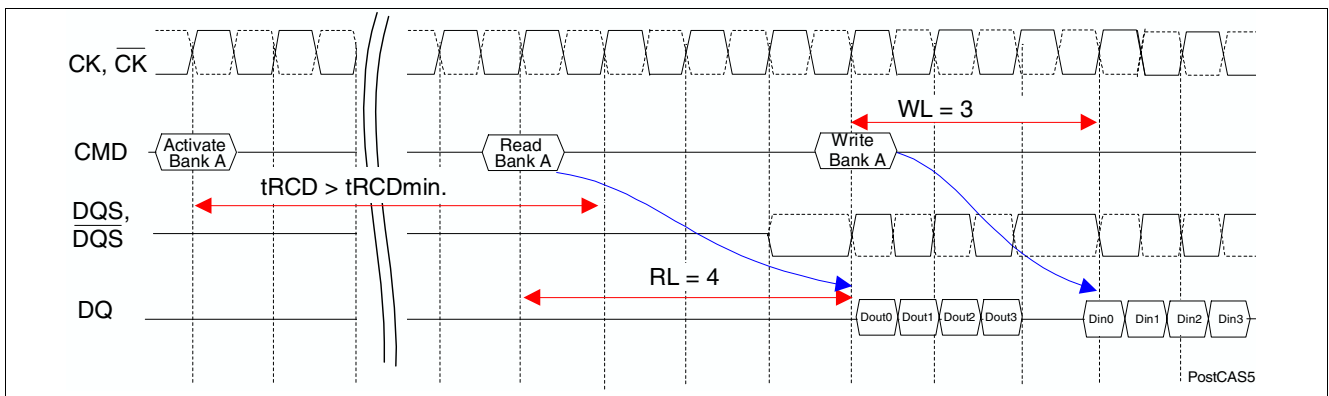 CK, CK
WL = 3
CMD
Activate
Bank A
Read
Bank A
Write
Bank A
tRCD > tRCDmin.
DQS,
DQS
RL = 4
DQ
Dout0 Dout1 Dout2 Dout3
Din0 Din1 Din2 Din3
PostCAS5